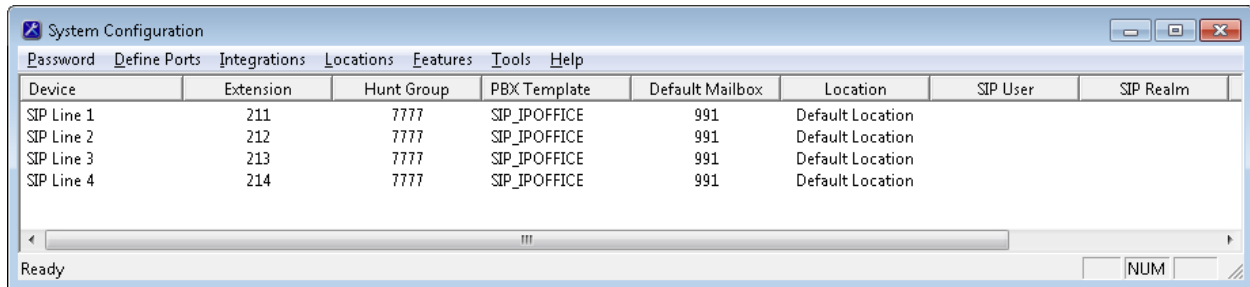 System Configuration
Password Define Ports Integrations Locations Features Tools Help
Device Extension Hunt Group PBX Template Default Mailbox Location SIP User SIP Realm
SIP Line 1 211 7777 SIP_IPOFFICE 991 Default Location
SIP Line 2 212 7777 SIP_IPOFFICE 991 Default Location
SIP Line 3 213 7777 SIP_IPOFFICE 991 Default Location
SIP Line 4 214 7777 SIP_IPOFFICE 991 Default Location
Ready NUM